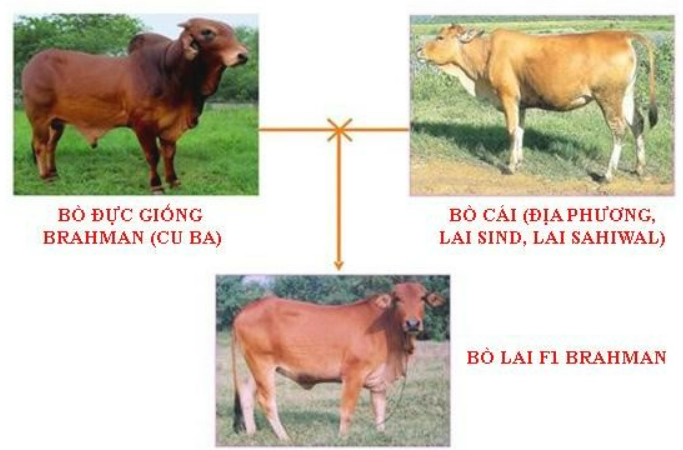 BÒ ĐỰC GIỐNG
BRAHMAN (CU BA)
BÒ CÁI (ĐỊA PHƯƠNG,
LAI SIND, LAI SAHIWAL)
BÒ LAI F1 BRAHMAN